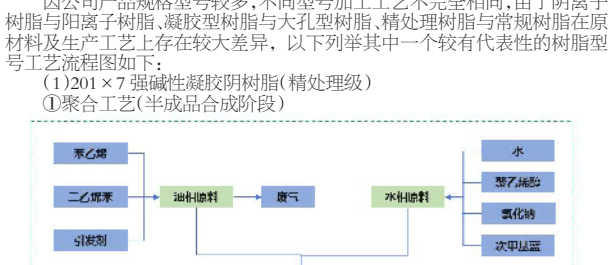 因公司产品规格型号较多,不同型号加工工艺不完全相同,由于阴离子
树脂与阳离子树脂、凝胶型树脂与大孔型树脂、精处理树脂与常规树脂在原
材料及生产工艺上存在较大差异，以下列举其中一个较有代表性的树脂型
号工艺流程图如下：
(1)201×7强碱性凝胶阴树脂(精处理级)
①聚合工艺(半成品合成阶段)
苯乙烯
水
聚乙烯醇
二乙烯苯
油相原料
废气
水相原料
氯化钠
引发剂
次甲基蓝